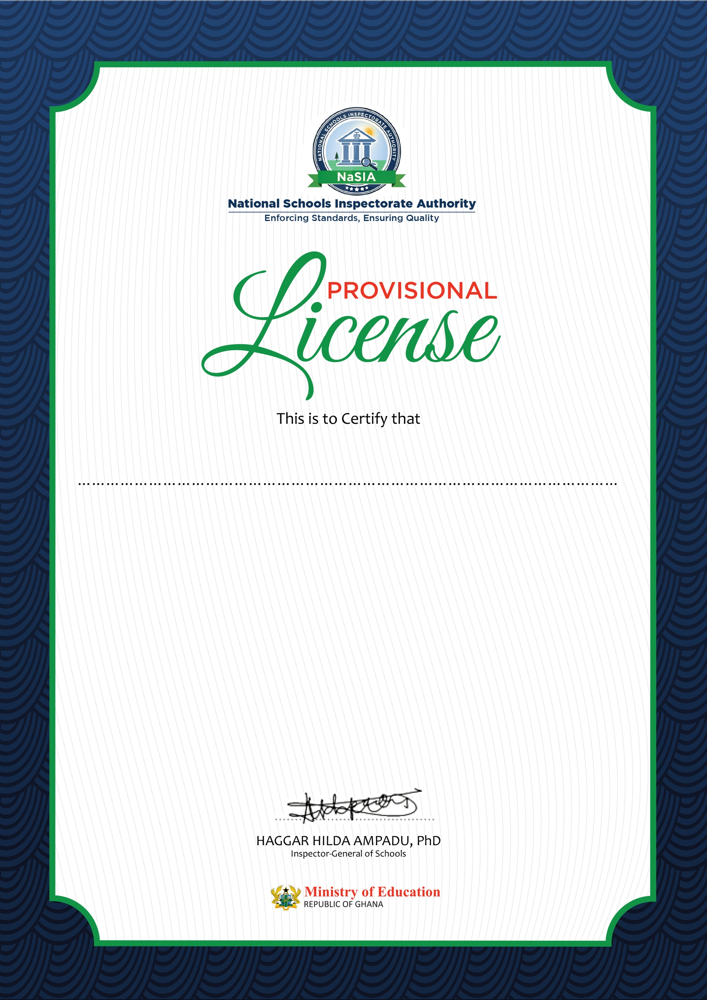 NATIONAL SCHOOLS INSPECTORATE AUTHORITY
NaSIA
National Schools Inspectorate Authority
Enforcing Standards, Ensuring Quality
PROVISIONAL
License
This is to Certify that
HAGGAR HILDA AMPADU, PhD
Inspector-General of Schools
Ministry of Education
REPUBLIC OF GHANA